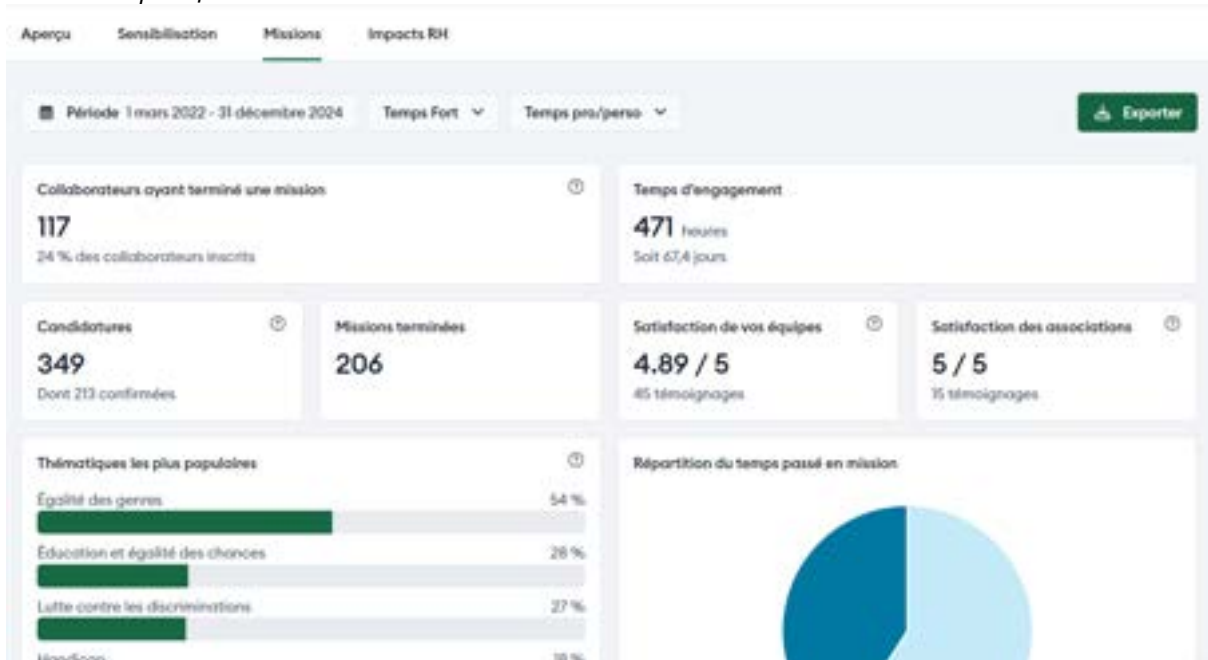 Aperçu Sensibilisation Missions Impacts RH
Période 1 mars 2022 - 31 décembre 2024 Temps Fort Temps pro/perso Exporter
Collaborateurs ayant terminé une mission
117
24 % des collaborateurs inscrits
Temps d'engagement
471 heures
Soit 67,4 jours
Candidatures
349
Dont 213 confirmées
Missions terminées
206
Satisfaction de vos équipes
4.89 / 5
45 témoignages
Satisfaction des associations
5 / 5
15 témoignages
Thématiques les plus populaires
Égalité des genres 54 %
Éducation et égalité des chances 28 %
Lutte contre les discriminations 27 %
Handicap
Répartition du temps passé en mission